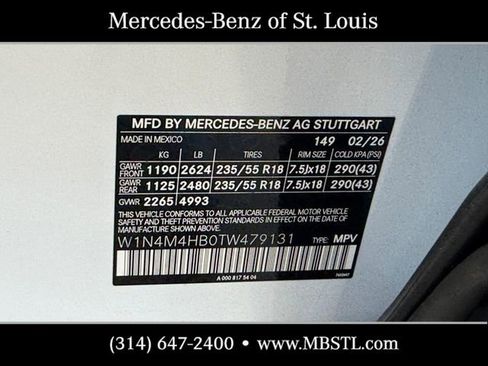 Mercedes-Benz of St. Louis
MFD BY MERCEDES-BENZ AG STUTTGART
MADE IN MEXICO 149 02/26
KG LB TIRES RIM SIZE COLD KPA(PSI)
GAWR FRONT 1190 2624 235/55 R18 7.5Jx18 290(43)
GAWR REAR 1125 2480 235/55 R18 7.5Jx18 290(43)
GVWR 2265 4993
THIS VEHICLE CONFORMS TO ALL APPLICABLE FEDERAL MOTOR VEHICLE
SAFETY AND THEFT PREVENTION STANDARDS IN EFFECT ON THE DATE OF
MANUFACTURE SHOWN ABOVE.
W1N4M4HB0TW479131 TYPE: MPV
A 000 817 54 04
(314) 647-2400 • www.MBSTL.com